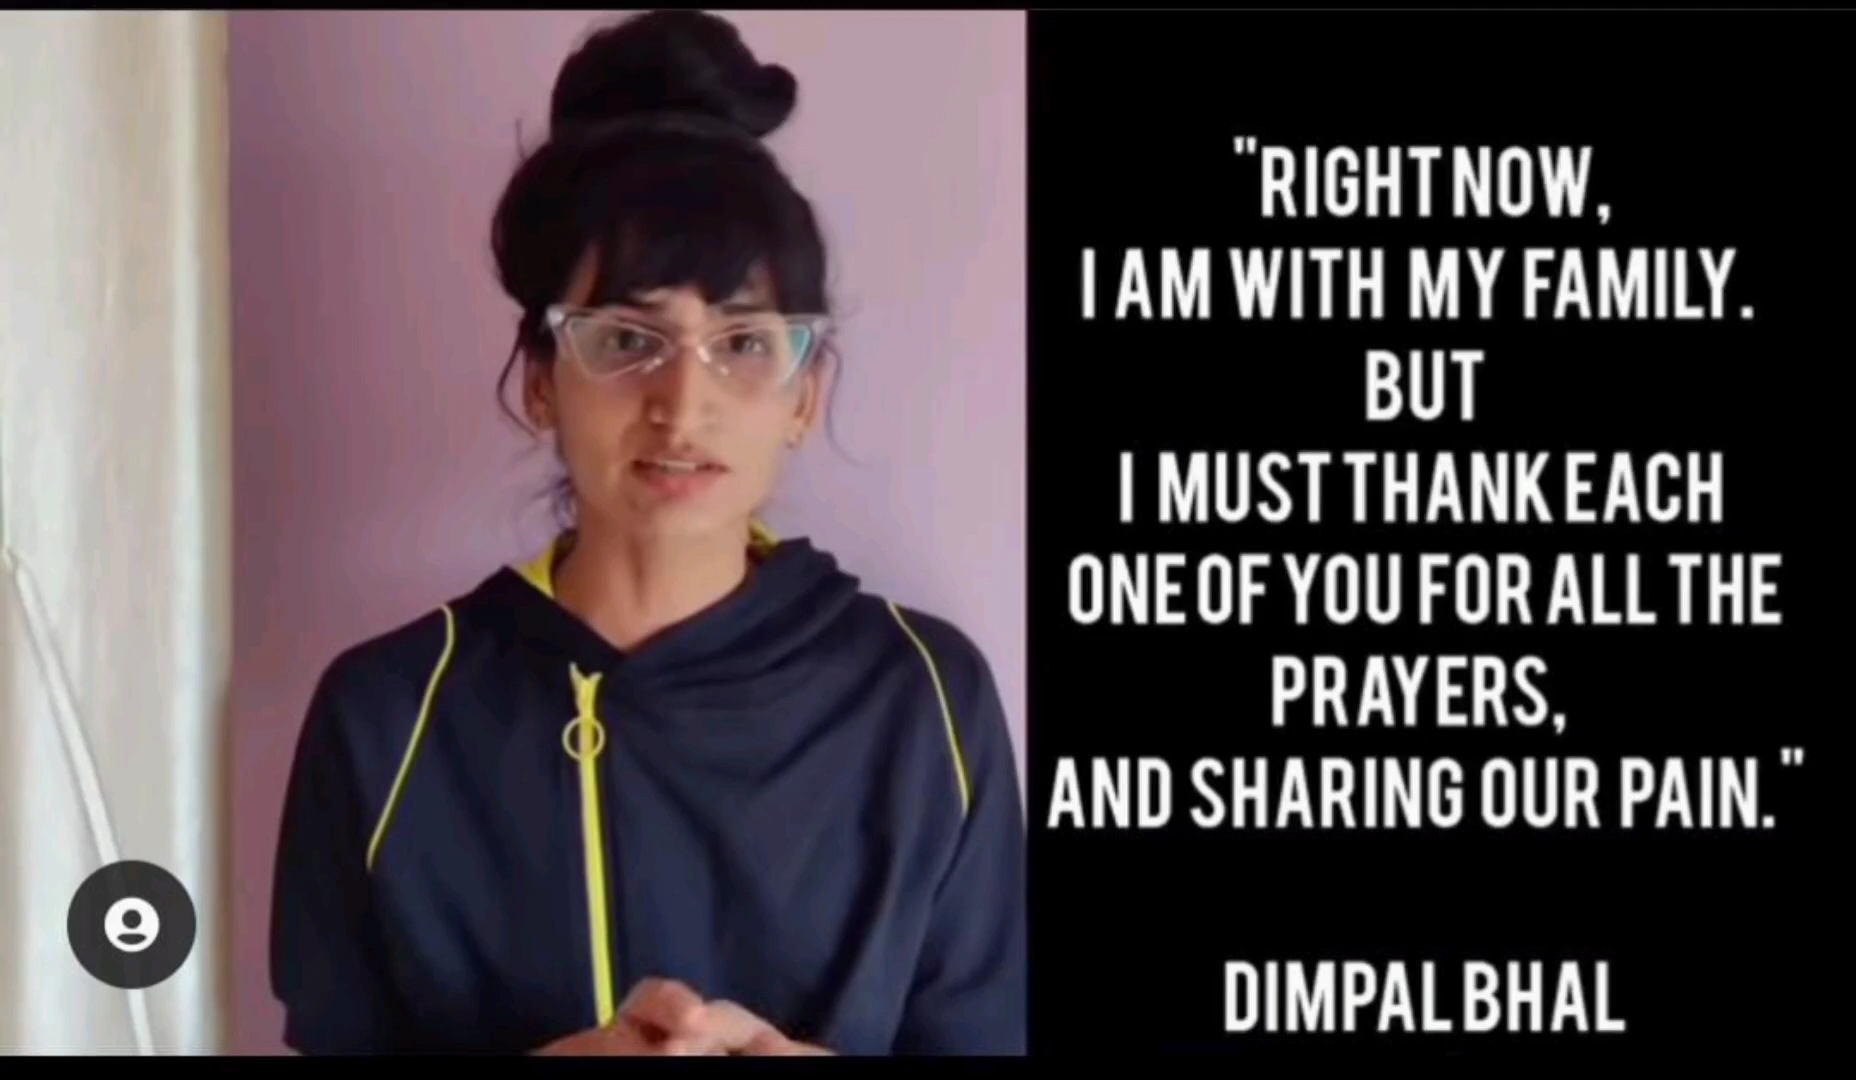 "RIGHT NOW,
I AM WITH MY FAMILY.
BUT
I MUST THANK EACH
ONE OF YOU FOR ALL THE
PRAYERS,
AND SHARING OUR PAIN."
DIMPAL BHAL